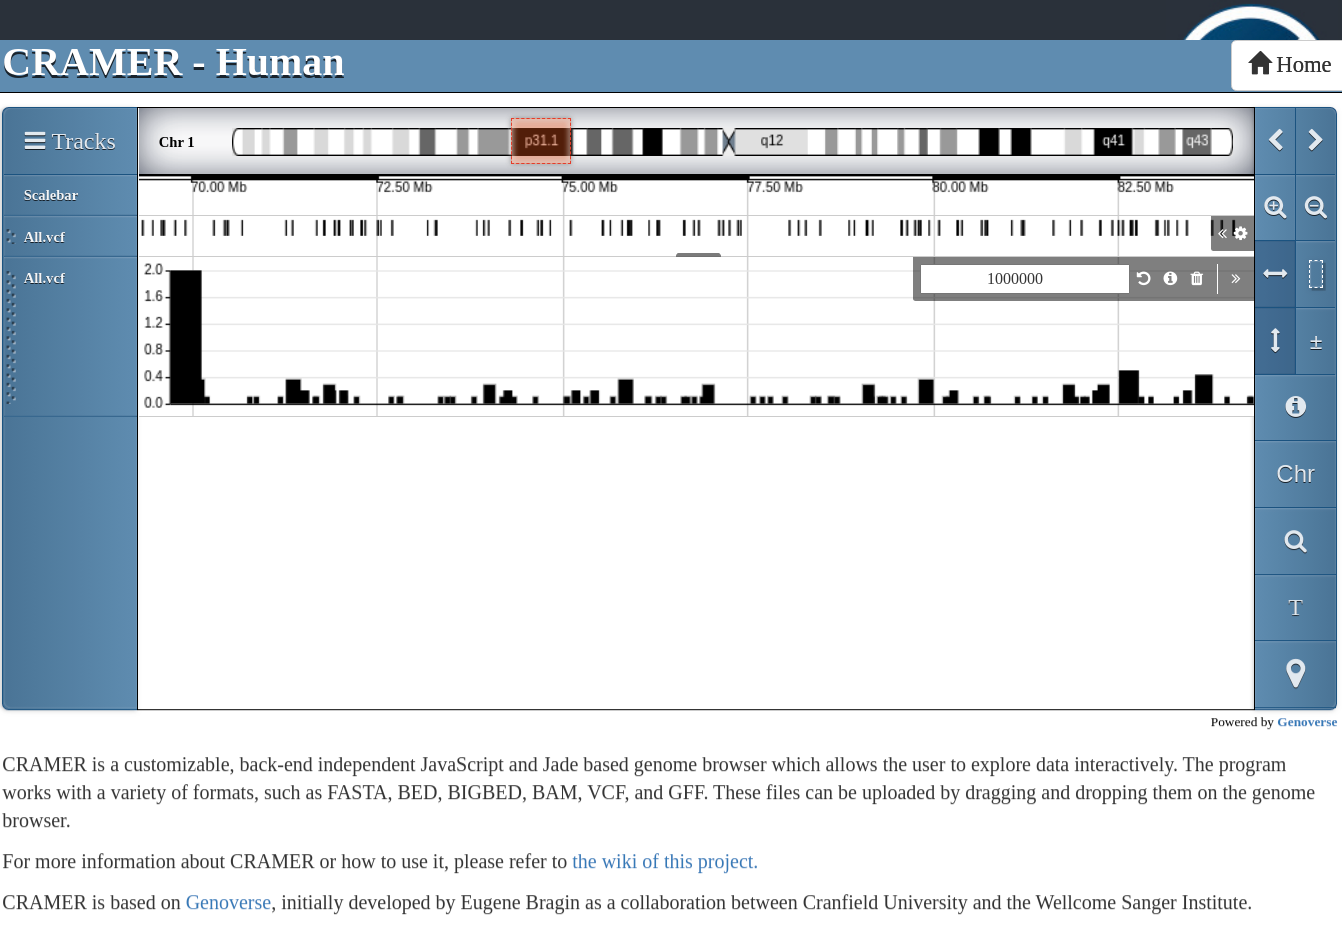 CRAMER - Human
Home
Tracks
Chr 1
p31.1
q12
q41
q43
Scalebar
70.00 Mb
72.50 Mb
75.00 Mb
77.50 Mb
80.00 Mb
82.50 Mb
All.vcf
«
All.vcf
1000000
»
2.0
1.6
1.2
0.8
0.4
0.0
±
Chr
T
Powered by Genoverse
CRAMER is a customizable, back-end independent JavaScript and Jade based genome browser which allows the user to explore data interactively. The program
works with a variety of formats, such as FASTA, BED, BIGBED, BAM, VCF, and GFF. These files can be uploaded by dragging and dropping them on the genome
browser.
For more information about CRAMER or how to use it, please refer to the wiki of this project.
CRAMER is based on Genoverse, initially developed by Eugene Bragin as a collaboration between Cranfield University and the Wellcome Sanger Institute.